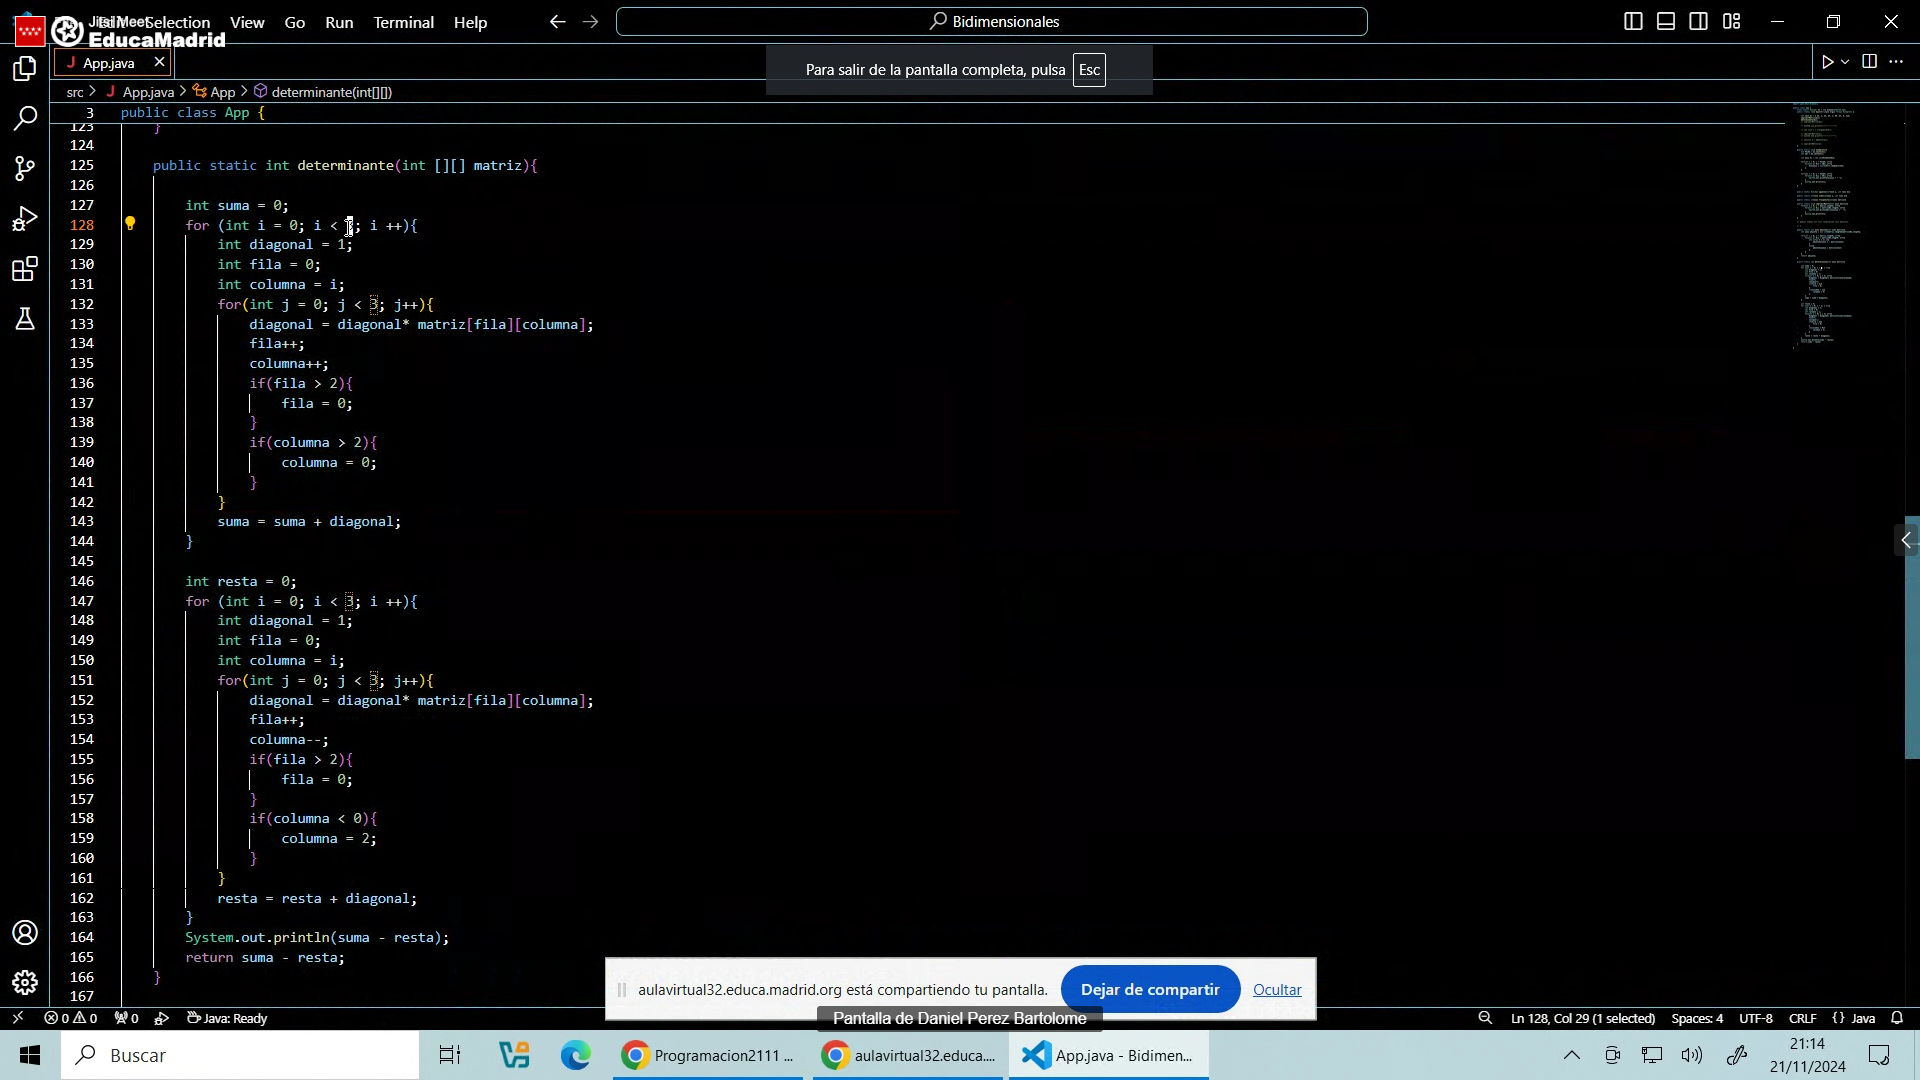 Jitsi Meet
EducaMadrid
Edit Selection View Go Run Terminal Help
Bidimensionales
App.java
Para salir de la pantalla completa, pulsa Esc
src > App.java > App > determinante(int[][])
3 public class App {
123 }
124
125 public static int determinante(int [][] matriz){
126
127 int suma = 0;
128 for (int i = 0; i < 3; i ++){
129 int diagonal = 1;
130 int fila = 0;
131 int columna = i;
132 for(int j = 0; j < 3; j++){
133 diagonal = diagonal* matriz[fila][columna];
134 fila++;
135 columna++;
136 if(fila > 2){
137 fila = 0;
138 }
139 if(columna > 2){
140 columna = 0;
141 }
142 }
143 suma = suma + diagonal;
144 }
145
146 int resta = 0;
147 for (int i = 0; i < 3; i ++){
148 int diagonal = 1;
149 int fila = 0;
150 int columna = i;
151 for(int j = 0; j < 3; j++){
152 diagonal = diagonal* matriz[fila][columna];
153 fila++;
154 columna--;
155 if(fila > 2){
156 fila = 0;
157 }
158 if(columna < 0){
159 columna = 2;
160 }
161 }
162 resta = resta + diagonal;
163 }
164 System.out.println(suma - resta);
165 return suma - resta;
166 }
167
aulavirtual32.educa.madrid.org está compartiendo tu pantalla. Dejar de compartir Ocultar
Pantalla de Daniel Perez Bartolome
0 0 0 Java: Ready Ln 128, Col 29 (1 selected) Spaces: 4 UTF-8 CRLF {} Java
Buscar Programacion2111 ... aulavirtual32.educa.... App.java - Bidimen... 21:14
21/11/2024